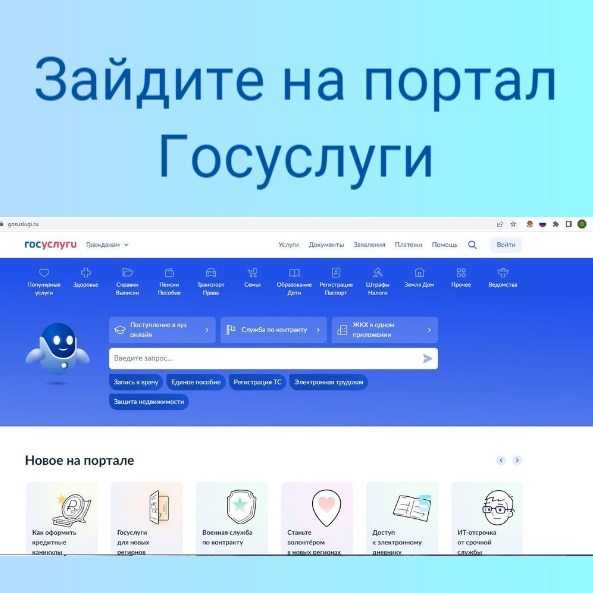 Зайдите на портал
Госуслуги
gosuslugi.ru
госуслуги Гражданам Услуги Документы Заявления Платежи Помощь Войти
Популярные услуги
Здоровье
Справки Выписки
Пенсии Пособия
Транспорт Права
Семья
Образование Дети
Регистрация Паспорт
Штрафы Налоги
Земля Дом
Прочее
Ведомства
Поступление в вуз онлайн
Служба по контракту
ЖКХ в одном приложении
Введите запрос...
Запись к врачу Единое пособие Регистрация ТС Электронная трудовая
Защита недвижимости
Новое на портале
Как оформить
кредитные
каникулы
Госуслуги
для новых
регионов
Военная служба
по контракту
Станьте
волонтёром
в новых регионах
Доступ
к электронному
дневнику
ИТ-отсрочка
от срочной
службы